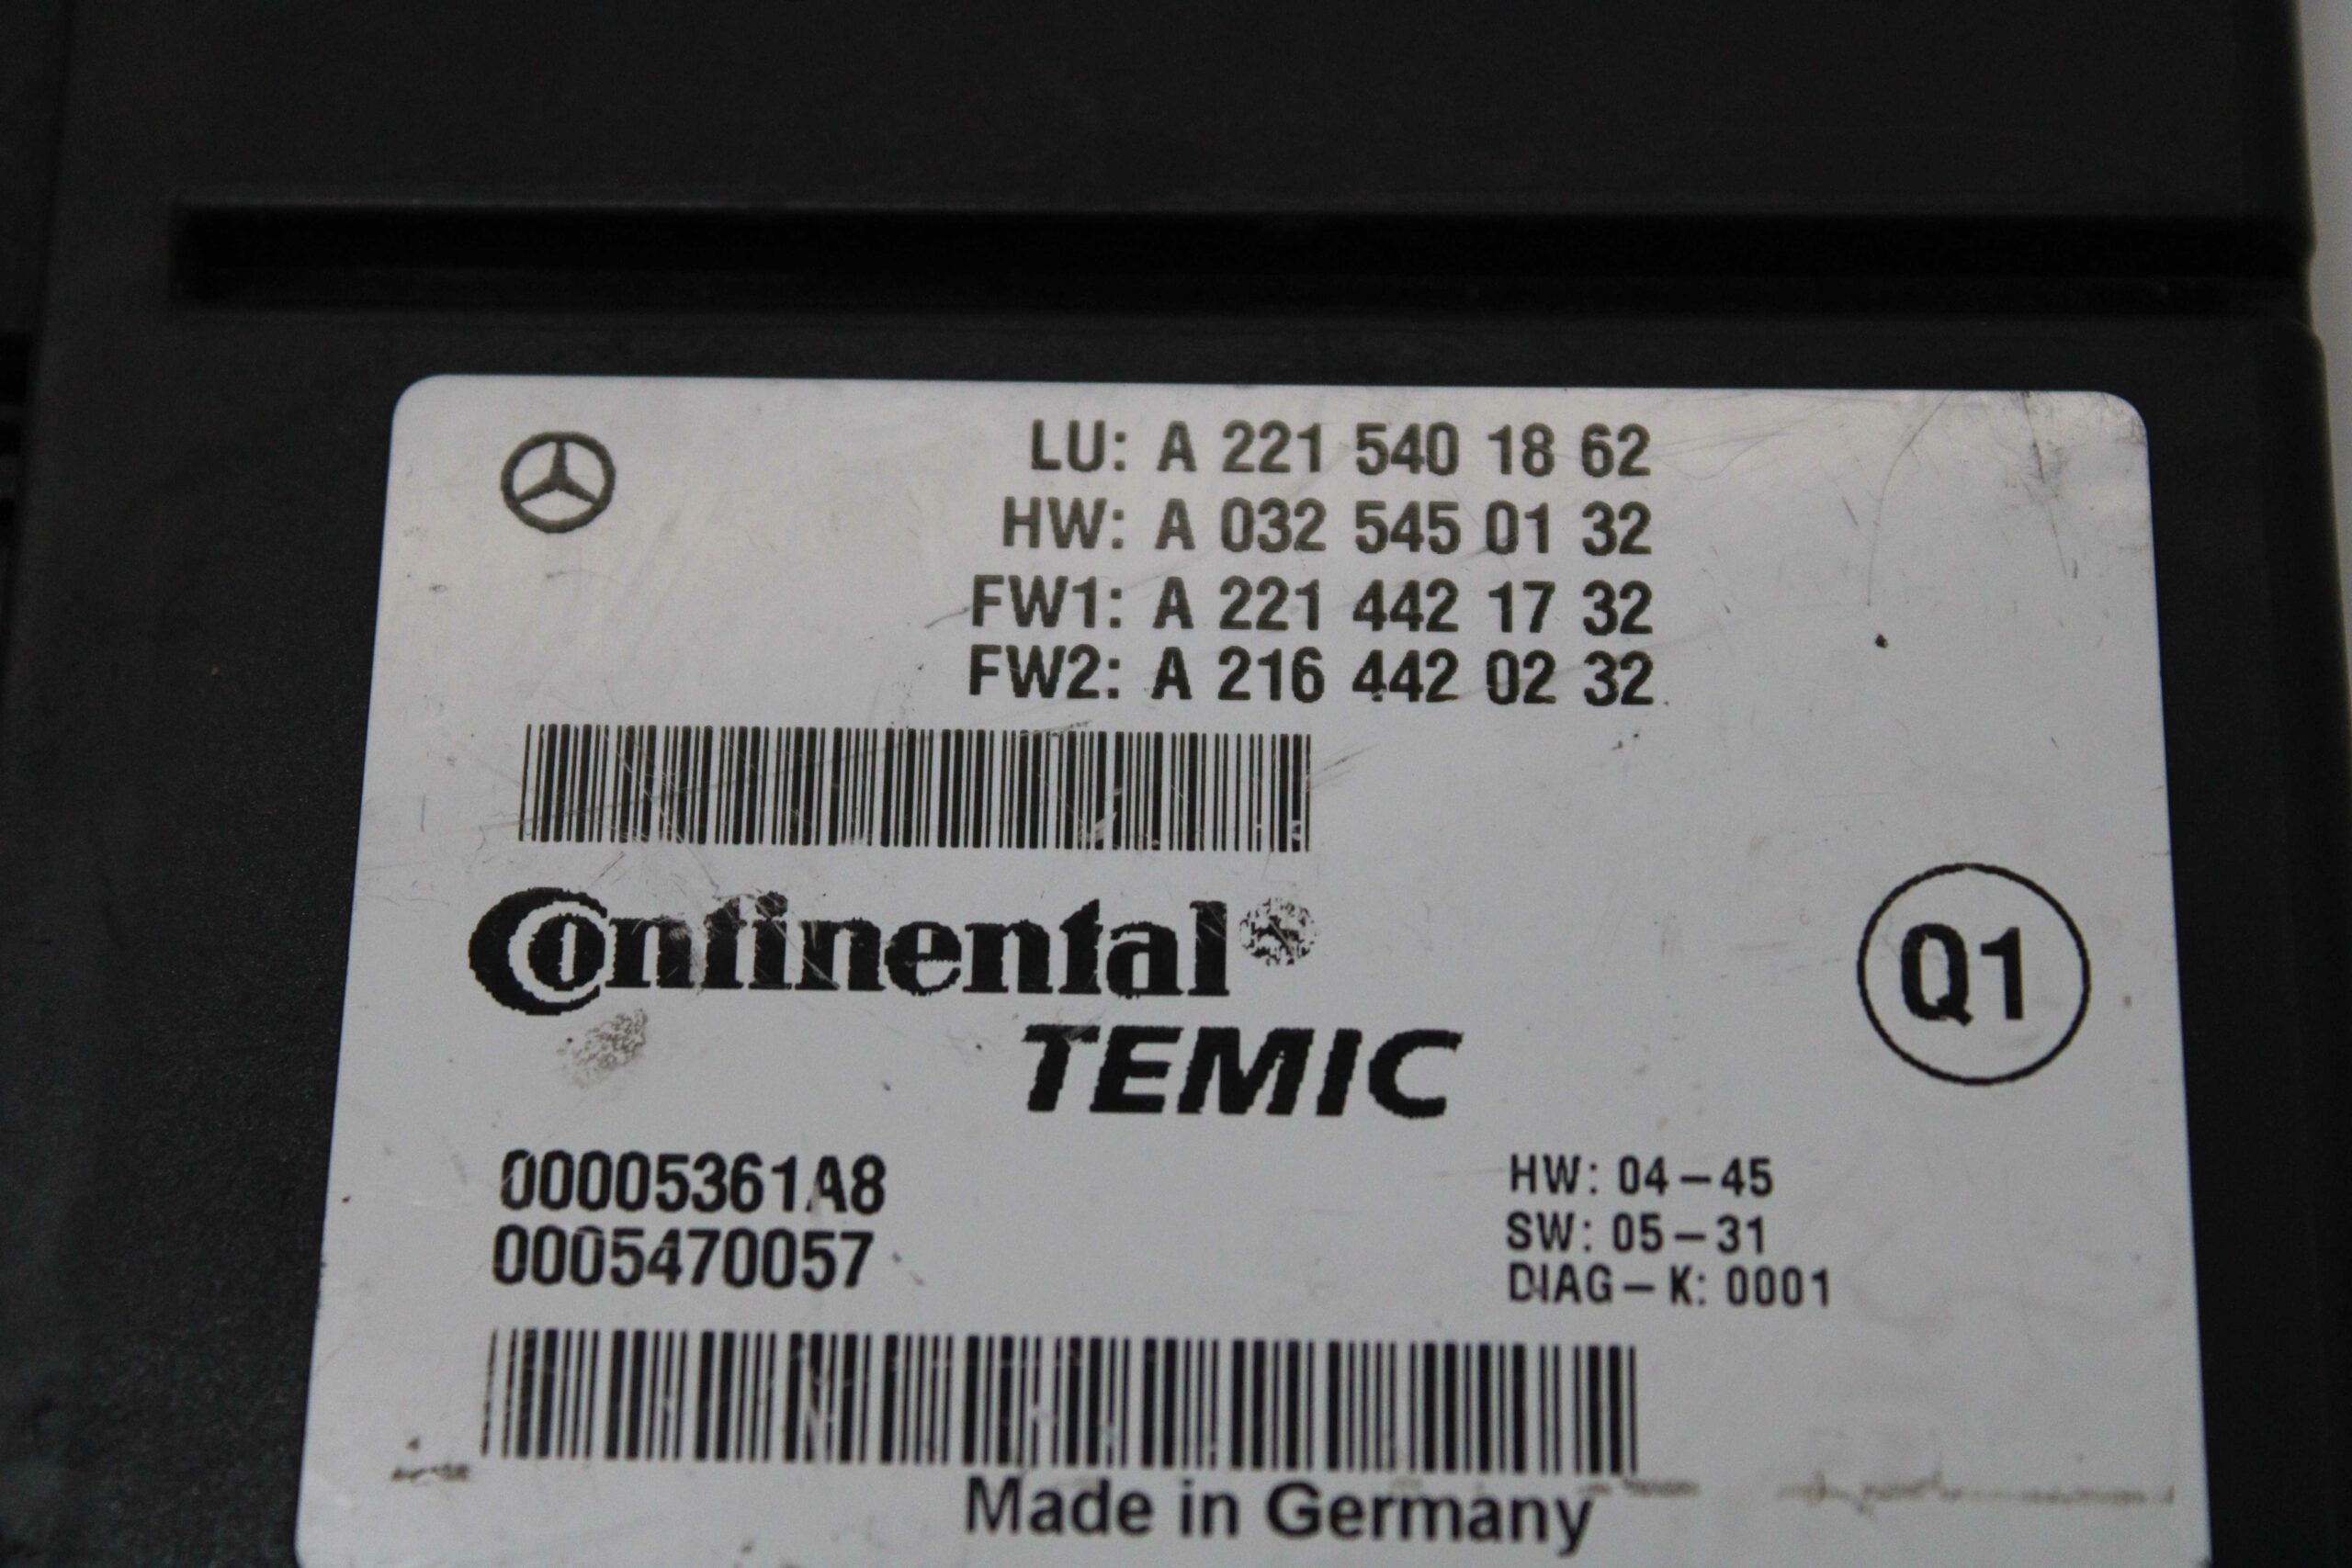 LU: A 221 540 18 62
HW: A 032 545 01 32
FW1: A 221 442 17 32
FW2: A 216 442 02 32
Continental
TEMIC
Q1
00005361A8
0005470057
HW: 04-45
SW: 05-31
DIAG-K: 0001
Made in Germany